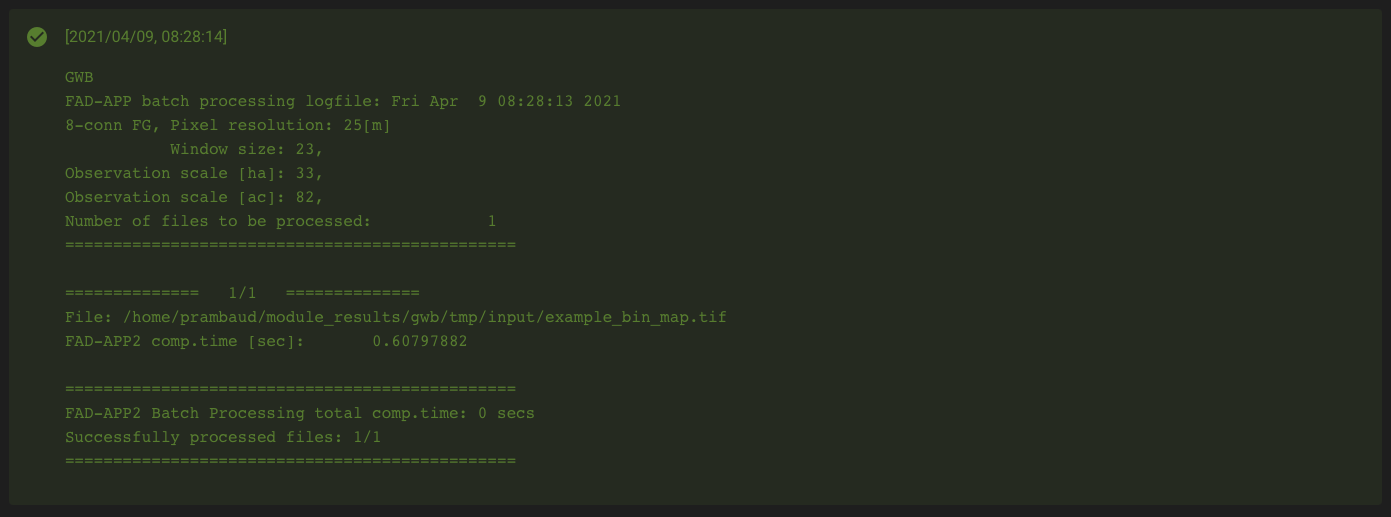 [2021/04/09, 08:28:14]
GWB
FAD-APP batch processing logfile: Fri Apr  9 08:28:13 2021
8-conn FG, Pixel resolution: 25[m]
           Window size: 23,
Observation scale [ha]: 33,
Observation scale [ac]: 82,
Number of files to be processed:            1
===============================================
==============   1/1   ==============
File: /home/prambaud/module_results/gwb/tmp/input/example_bin_map.tif
FAD-APP2 comp.time [sec]:       0.60797882
===============================================
FAD-APP2 Batch Processing total comp.time: 0 secs
Successfully processed files: 1/1
===============================================